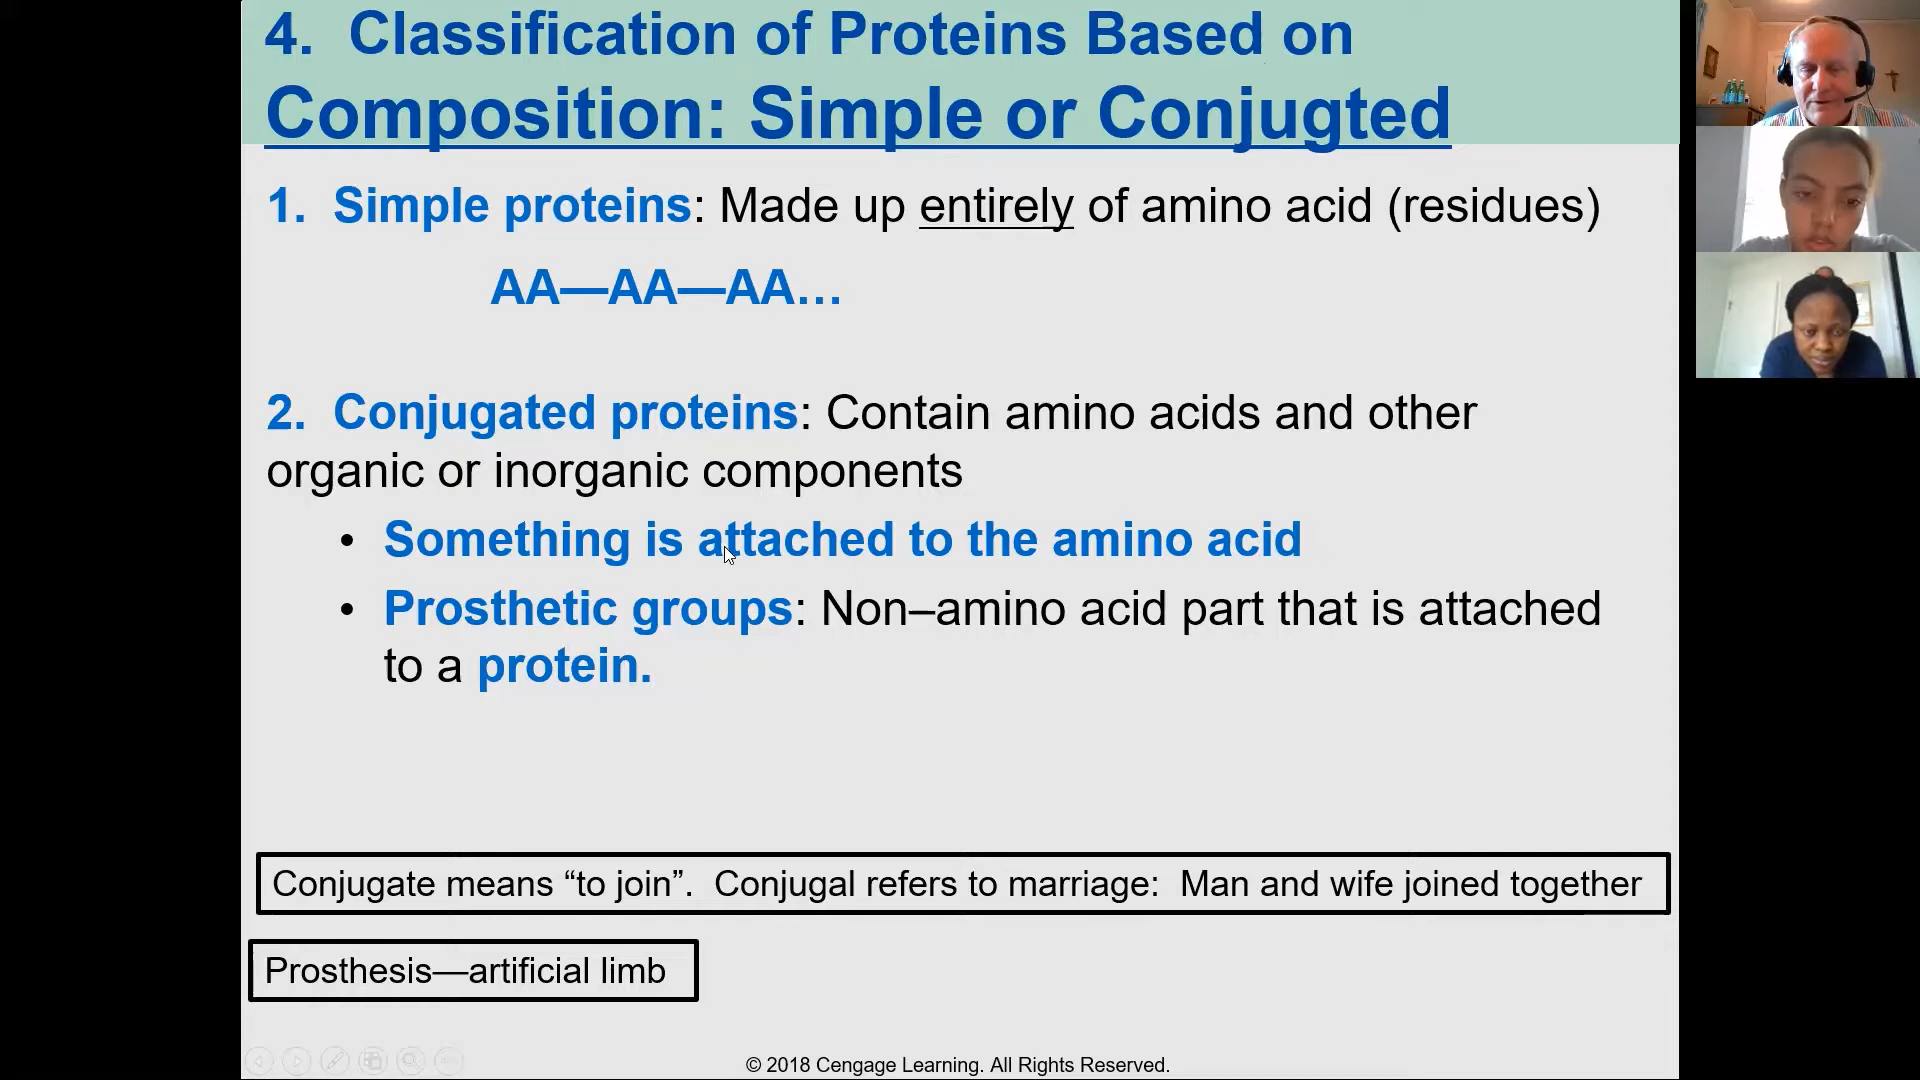 4. Classification of Proteins Based on
Composition: Simple or Conjugted
1. Simple proteins: Made up entirely of amino acid (residues)
AA—AA—AA…
2. Conjugated proteins: Contain amino acids and other
organic or inorganic components
• Something is attached to the amino acid
• Prosthetic groups: Non–amino acid part that is attached
to a protein.
Conjugate means “to join”. Conjugal refers to marriage: Man and wife joined together
Prosthesis—artificial limb
© 2018 Cengage Learning. All Rights Reserved.